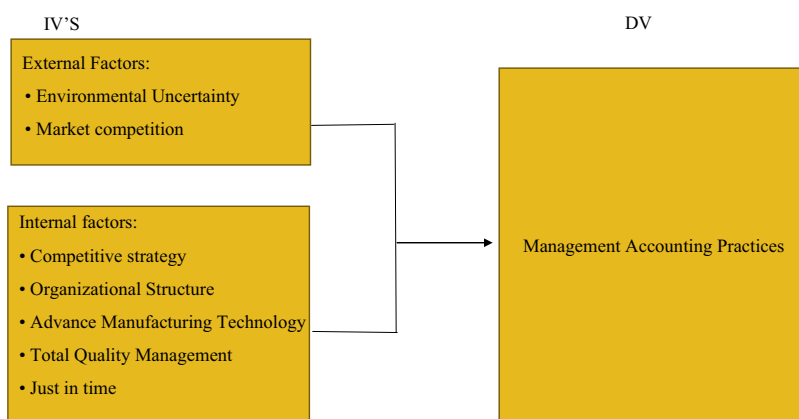 IV'S
DV
External Factors:
• Environmental Uncertainty
• Market competition
Internal factors:
• Competitive strategy
• Organizational Structure
• Advance Manufacturing Technology
• Total Quality Management
• Just in time
Management Accounting Practices